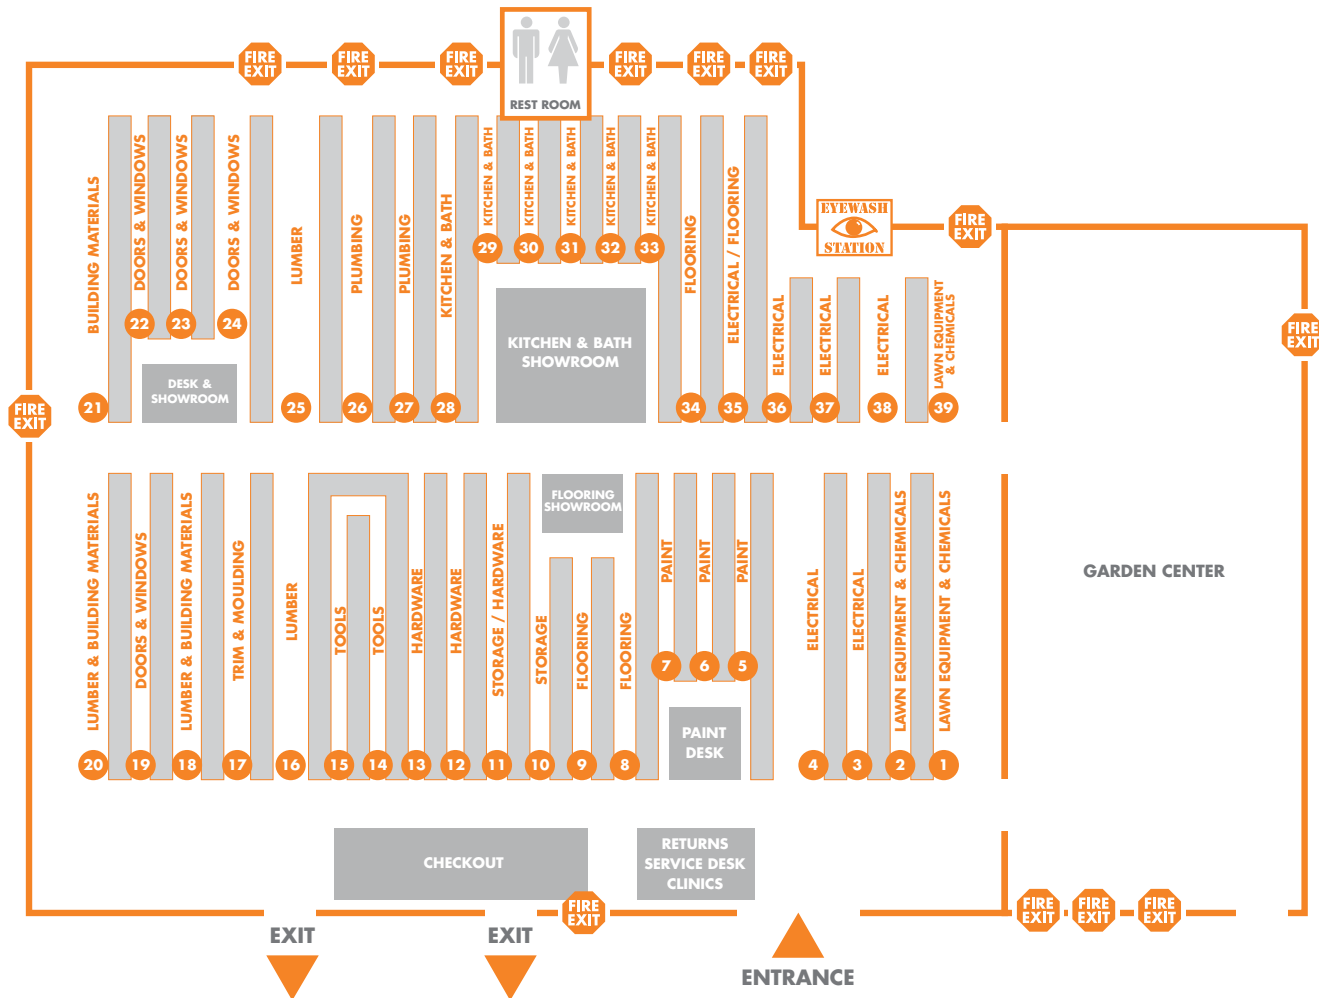 FIRE
EXIT
FIRE
EXIT
FIRE
EXIT
REST ROOM
FIRE
EXIT
FIRE
EXIT
FIRE
EXIT
BUILDING MATERIALS
DOORS & WINDOWS
DOORS & WINDOWS
DOORS & WINDOWS
LUMBER
PLUMBING
PLUMBING
KITCHEN & BATH
KITCHEN & BATH
KITCHEN & BATH
KITCHEN & BATH
KITCHEN & BATH
KITCHEN & BATH
FLOORING
ELECTRICAL / FLOORING
ELECTRICAL
ELECTRICAL
ELECTRICAL
LAWN EQUIPMENT
& CHEMICALS
EYEWASH
STATION
FIRE
EXIT
29
30
31
32
33
22
23
24
FIRE
EXIT
KITCHEN & BATH
SHOWROOM
DESK &
SHOWROOM
21
25
26
27
28
34
35
36
37
38
39
FIRE
EXIT
LUMBER & BUILDING MATERIALS
DOORS & WINDOWS
LUMBER & BUILDING MATERIALS
TRIM & MOULDING
LUMBER
TOOLS
TOOLS
HARDWARE
HARDWARE
STORAGE / HARDWARE
STORAGE
FLOORING
FLOORING
FLOORING
SHOWROOM
PAINT
PAINT
PAINT
ELECTRICAL
ELECTRICAL
LAWN EQUIPMENT & CHEMICALS
LAWN EQUIPMENT & CHEMICALS
GARDEN CENTER
7
6
5
PAINT
DESK
20
19
18
17
16
15
14
13
12
11
10
9
8
4
3
2
1
CHECKOUT
RETURNS
SERVICE DESK
CLINICS
FIRE
EXIT
FIRE
EXIT
FIRE
EXIT
FIRE
EXIT
EXIT
EXIT
ENTRANCE